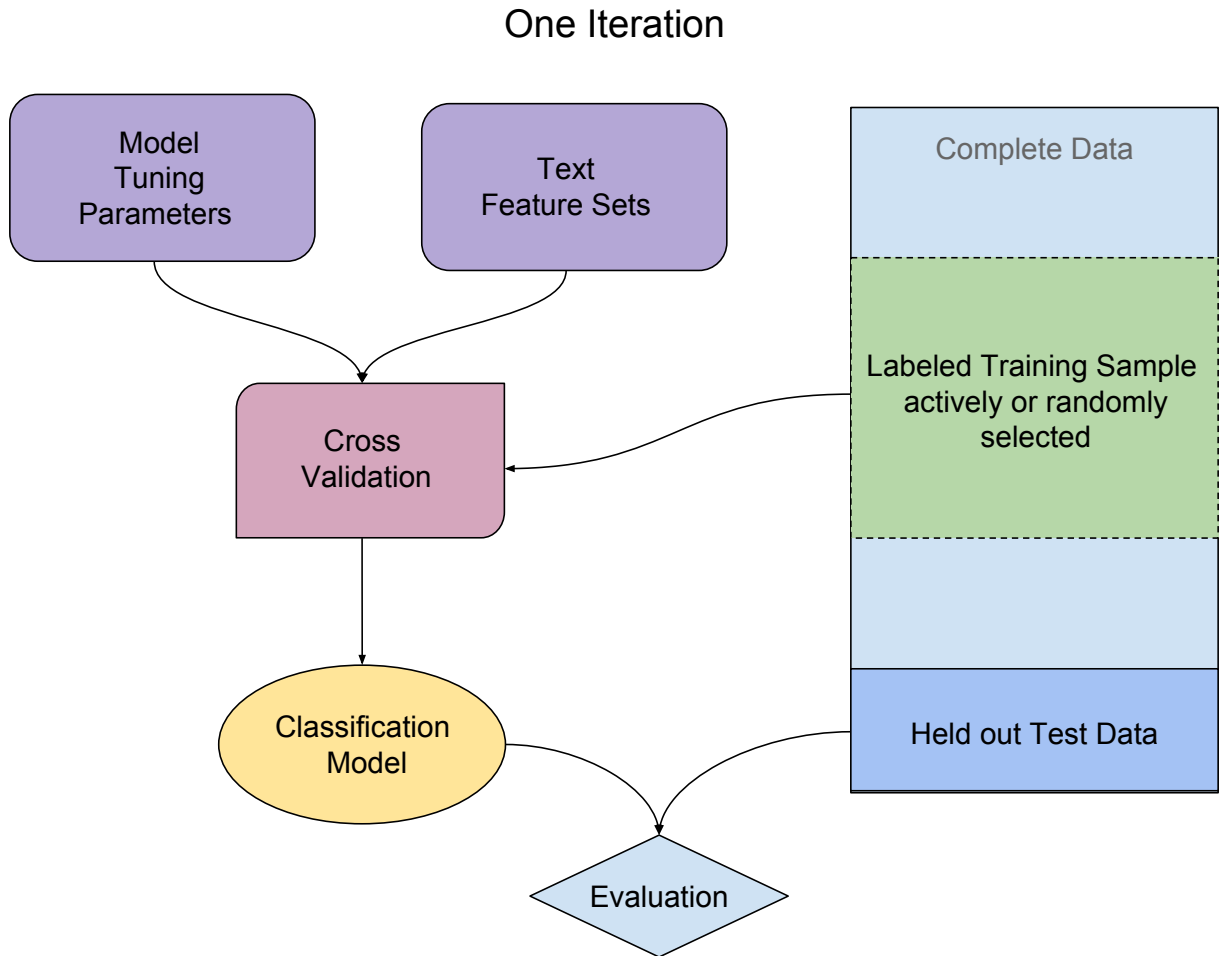 One Iteration
Model
Tuning
Parameters
Text
Feature Sets
Complete Data
Labeled Training Sample
actively or randomly
selected
Cross
Validation
Classification
Model
Held out Test Data
Evaluation